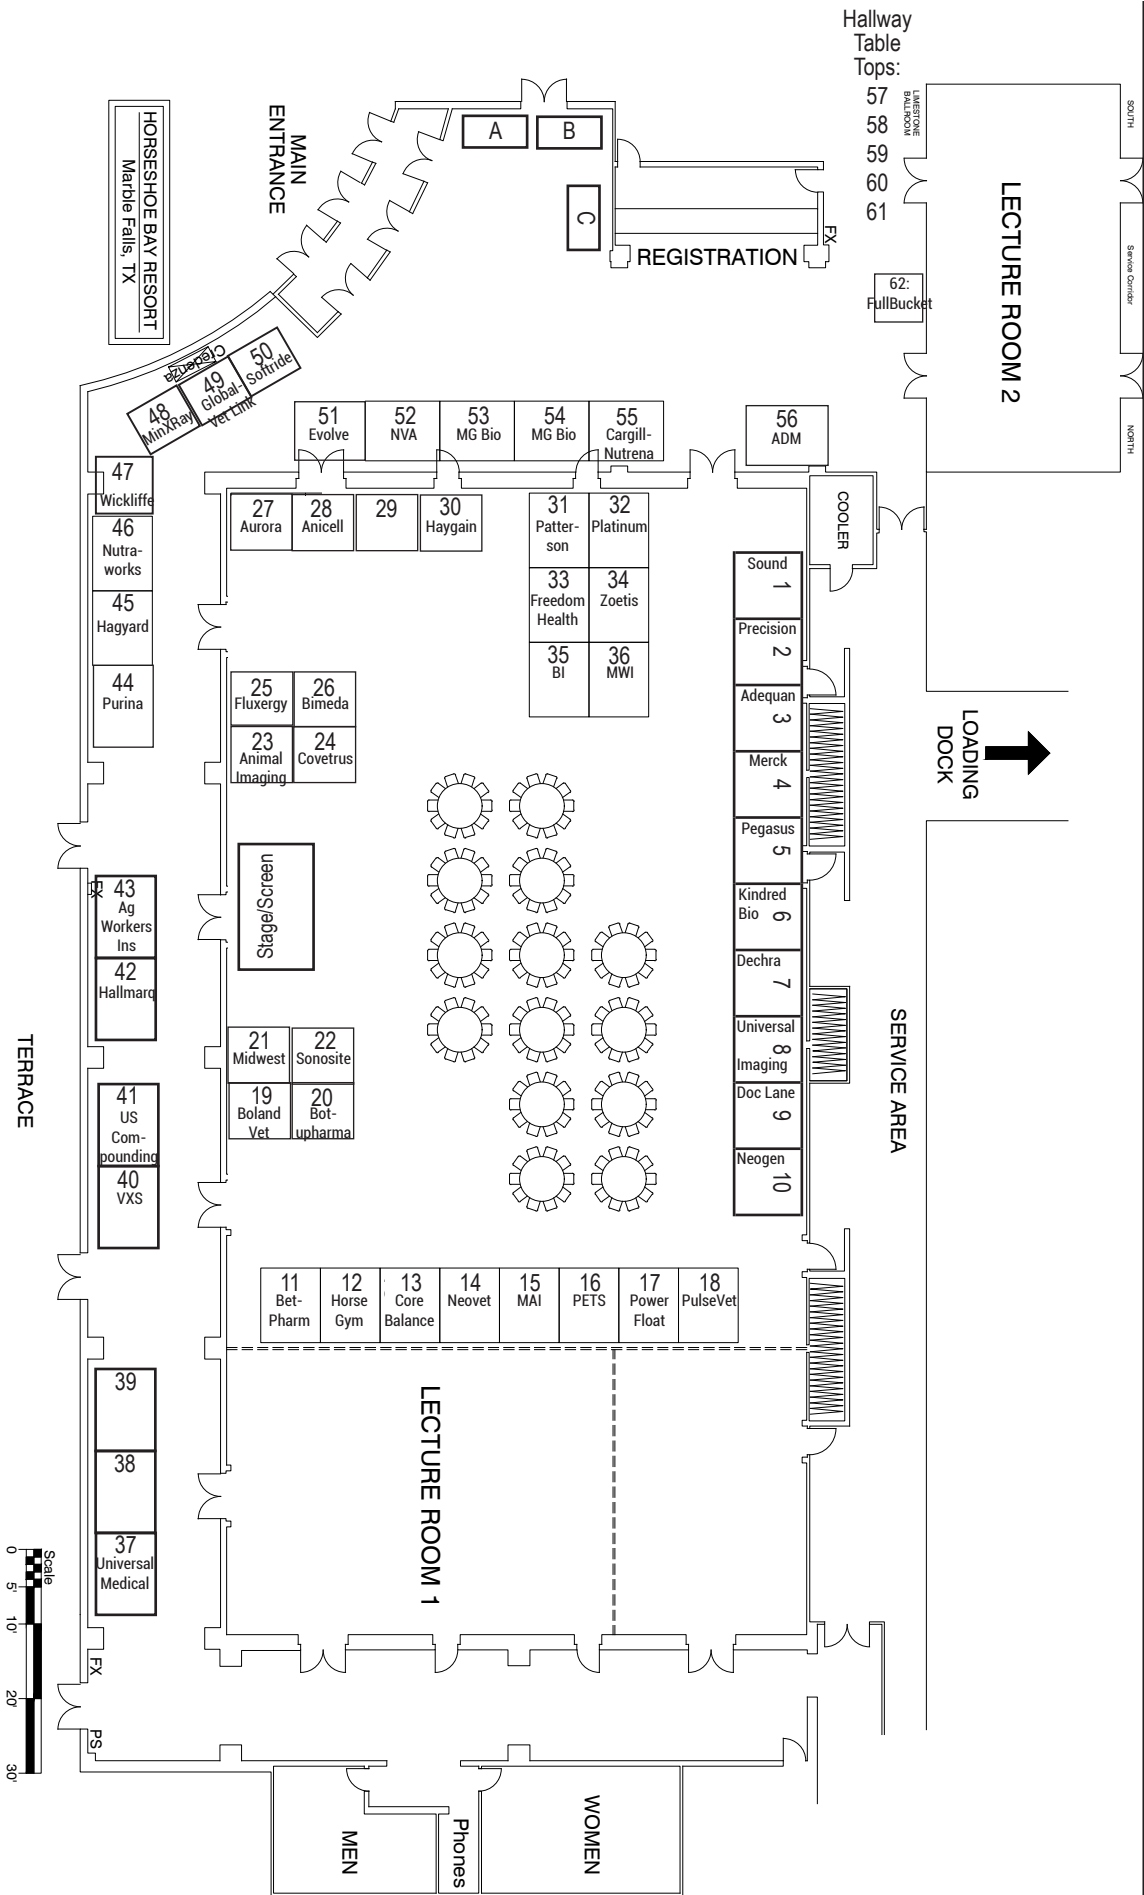 Hallway
Table
Tops:
57
58
59
60
61
LIMESTONE
BALLROOM
SOUTH
Service Corridor
NORTH
LECTURE ROOM 2
62:
FullBucket
A
B
C
FX
REGISTRATION
MAIN
ENTRANCE
HORSESHOE BAY RESORT
Marble Falls, TX
Credenza
50
Softride
49
Global-
Vet Link
48
MinXRay
51
Evolve
52
NVA
53
MG Bio
54
MG Bio
55
Cargill-
Nutrena
56
ADM
COOLER
47
Wickliffe
46
Nutra-
works
45
Hagyard
44
Purina
27
Aurora
28
Anicell
29
30
Haygain
31
Patter-
son
32
Platinum
33
Freedom
Health
34
Zoetis
35
BI
36
MWI
Sound
1
Precision
2
Adequan
3
Merck
4
Pegasus
5
Kindred
Bio
6
Dechra
7
Universal
Imaging
8
Doc Lane
9
Neogen
10
LOADING
DOCK
SERVICE AREA
25
Fluxergy
26
Bimeda
23
Animal
Imaging
24
Covetrus
Stage/Screen
FX
43
Ag
Workers
Ins
42
Hallmarq
TERRACE
21
Midwest
22
Sonosite
19
Boland
Vet
20
Bot-
upharma
41
US
Com-
pounding
40
VXS
11
Bet-
Pharm
12
Horse
Gym
13
Core
Balance
14
Neovet
15
MAI
16
PETS
17
Power
Float
18
PulseVet
39
38
37
Universal
Medical
LECTURE ROOM 1
Scale
0
5'
10'
20'
30'
FX
PS
MEN
Phones
WOMEN